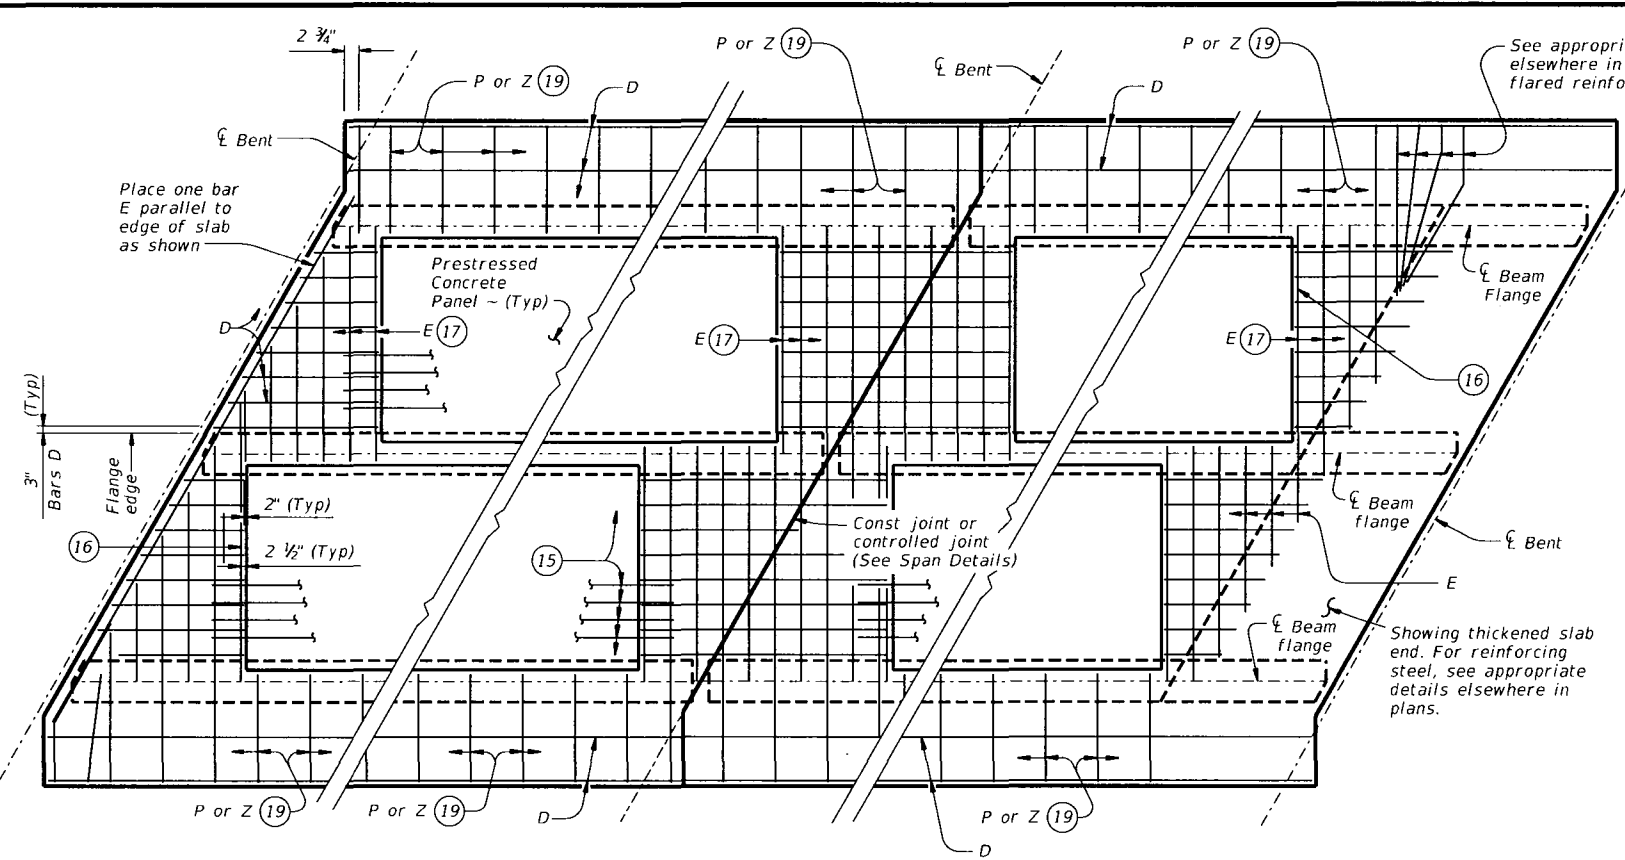 2 ¾"
P or Z 19
D
P or Z 19
℄ Bent
P or Z 19
D
See
elsewhere in
flared
℄ Bent
Place one bar
E parallel to
edge of slab
as shown
Prestressed
Concrete
Panel ~ (Typ)
℄ Beam
Flange
D
E 17
E 17
E 17
16
(Typ)
3"
Bars D
Flange
edge
2" (Typ)
2 ½" (Typ)
16
15
Const joint or
controlled joint
(See Span Details)
℄ Beam
flange
℄ Bent
E
℄ Beam
flange
Showing thickened slab
end. For reinforcing
steel, see appropriate
details elsewhere in
plans.
P or Z 19
P or Z 19
D
P or Z 19
D